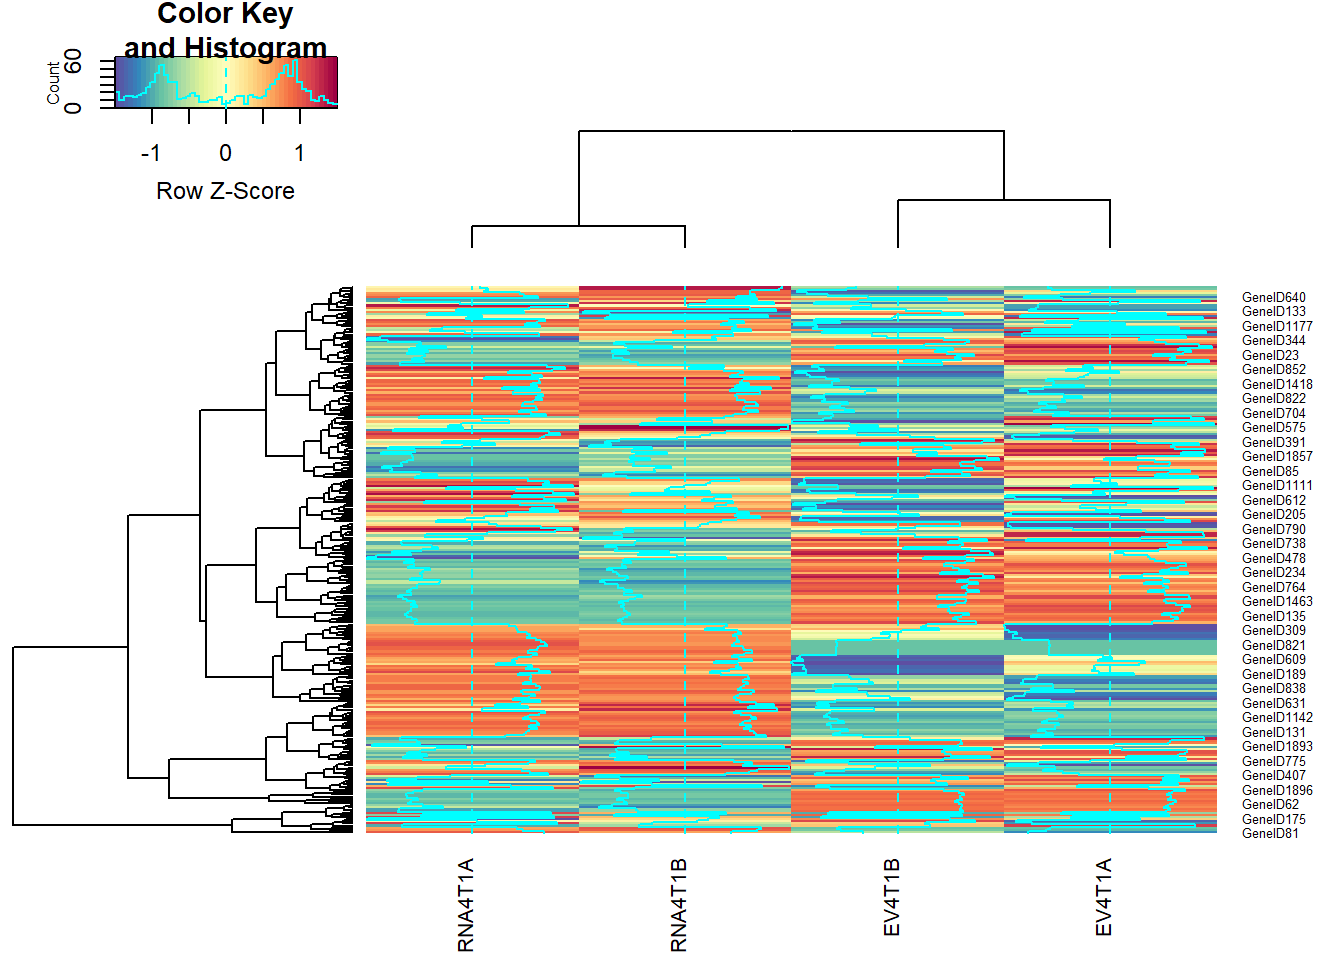 Color Key
and Histogram
Count
0
60
-1
0
1
Row Z-Score
GeneID640
GeneID133
GeneID1177
GeneID344
GeneID23
GeneID852
GeneID1418
GeneID822
GeneID704
GeneID575
GeneID391
GeneID1857
GeneID85
GeneID1111
GeneID612
GeneID205
GeneID790
GeneID738
GeneID478
GeneID234
GeneID764
GeneID1463
GeneID135
GeneID309
GeneID821
GeneID609
GeneID189
GeneID838
GeneID631
GeneID1142
GeneID131
GeneID1893
GeneID775
GeneID407
GeneID1896
GeneID62
GeneID175
GeneID81
RNA4T1A
RNA4T1B
EV4T1B
EV4T1A